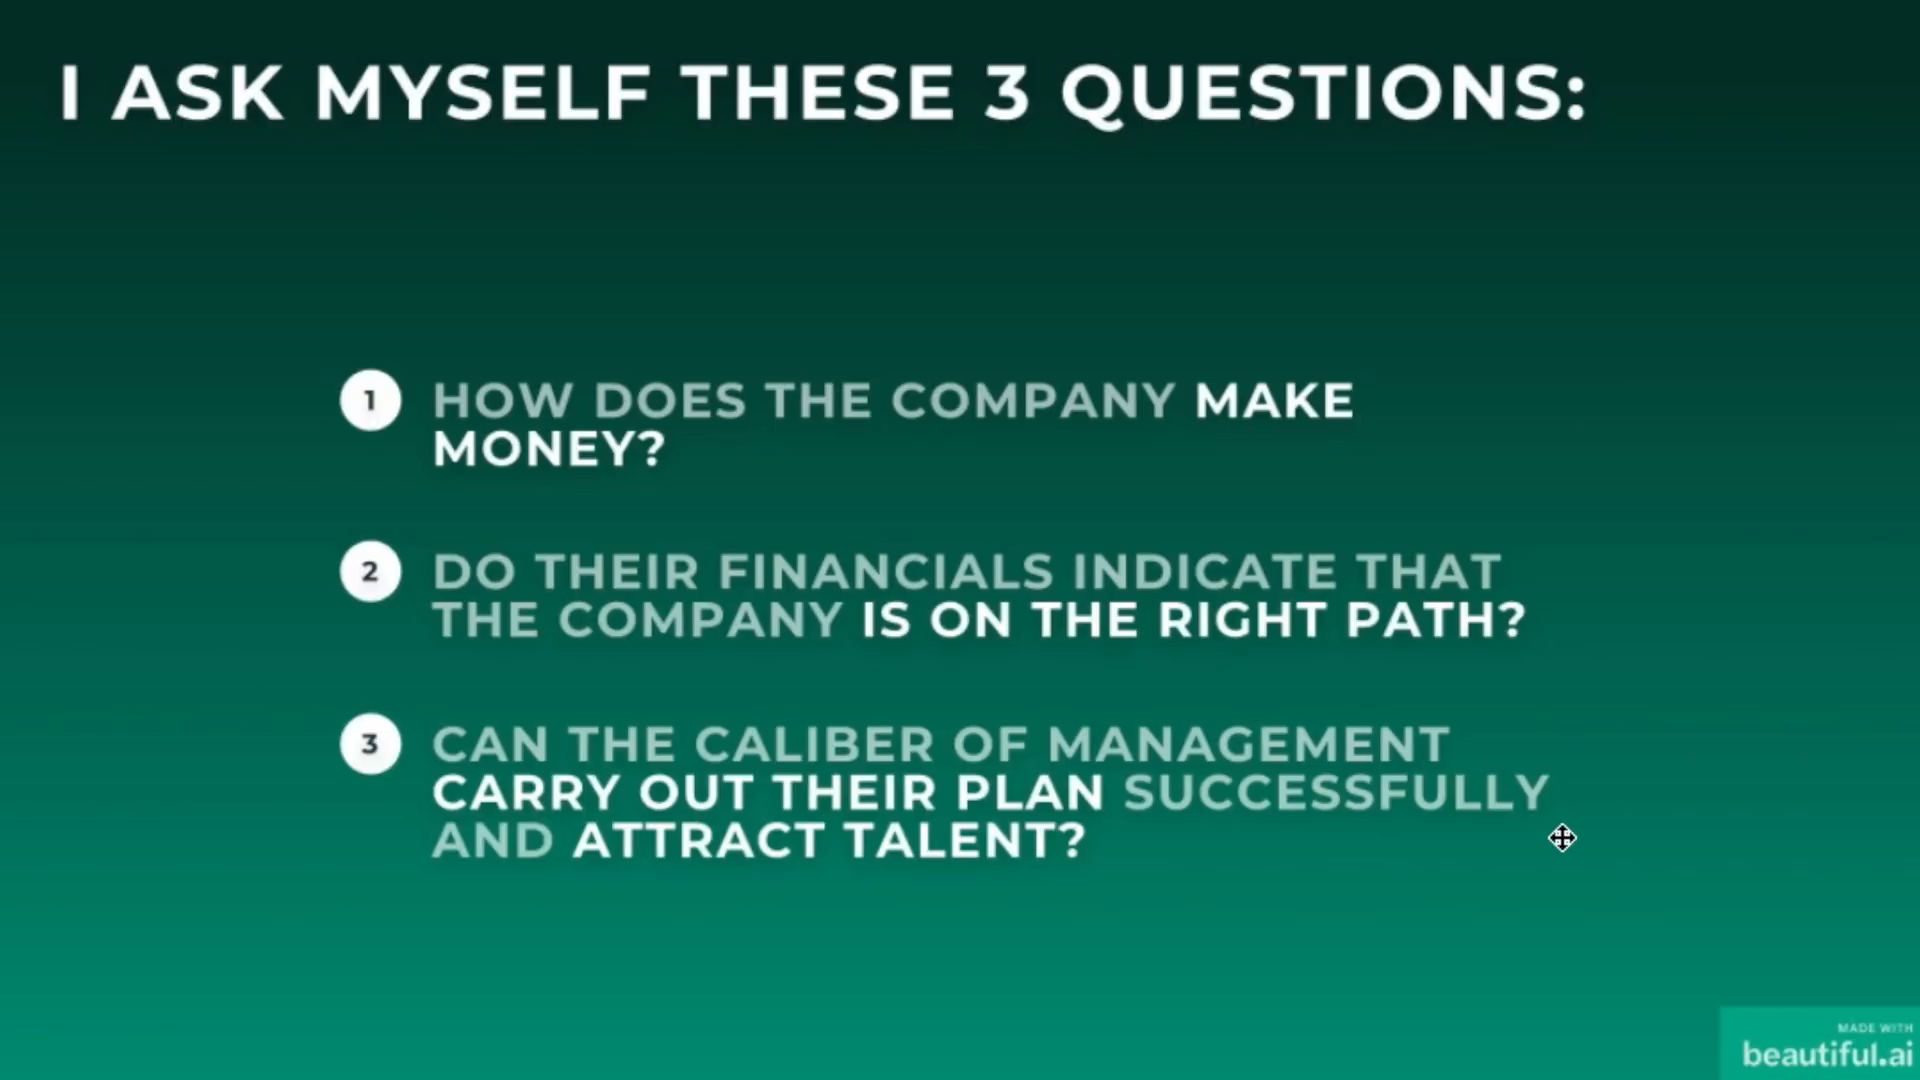 I ASK MYSELF THESE 3 QUESTIONS:
1 HOW DOES THE COMPANY MAKE
MONEY?
2 DO THEIR FINANCIALS INDICATE THAT
THE COMPANY IS ON THE RIGHT PATH?
3 CAN THE CALIBER OF MANAGEMENT
CARRY OUT THEIR PLAN SUCCESSFULLY
AND ATTRACT TALENT?
MADE WITH
beautiful.ai